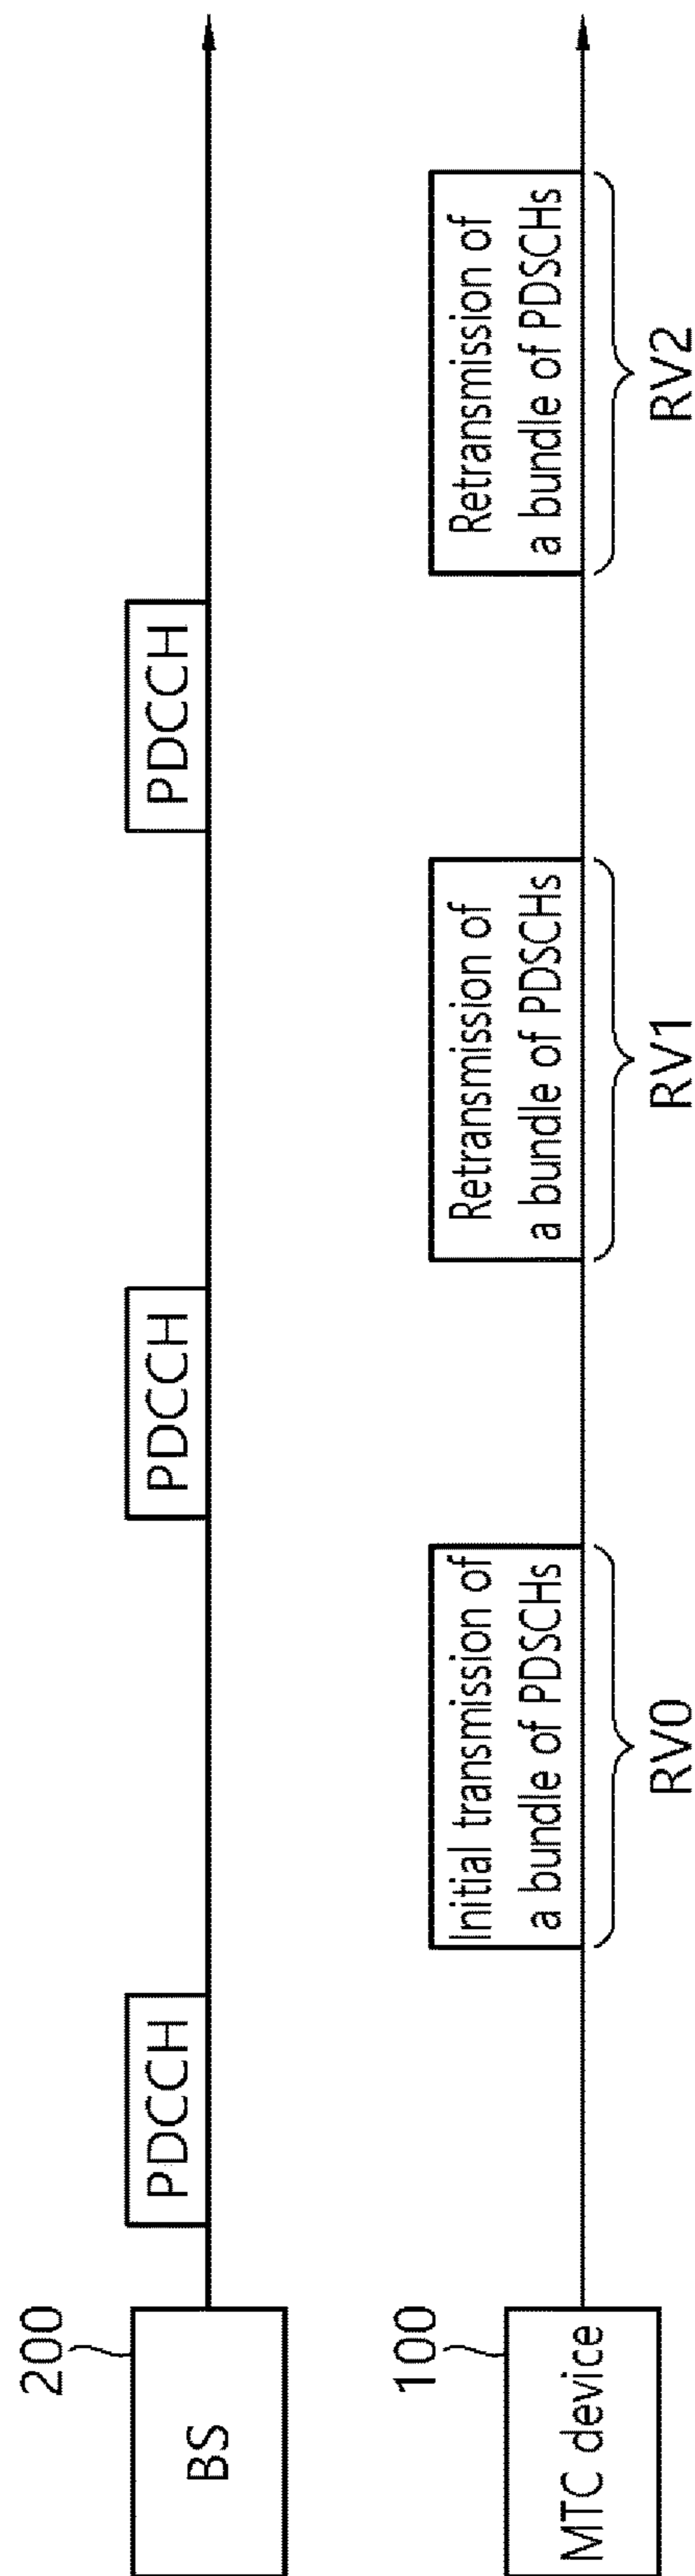 200
BS
PDCCH
PDCCH
PDCCH
100
MTC device
Initial transmission of
a bundle of PDSCHs
RV0
Retransmission of
a bundle of PDSCHs
RV1
Retransmission of
a bundle of PDSCHs
RV2